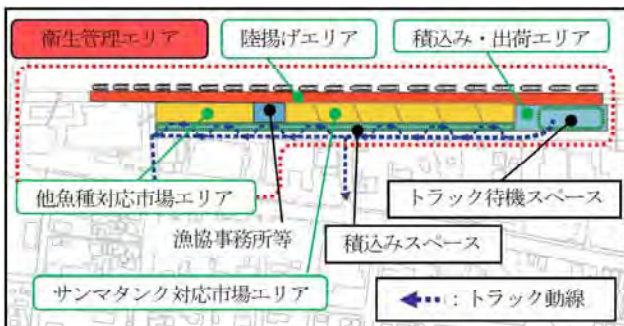 衛生管理エリア
陸揚げエリア
積込み・出荷エリア
他魚種対応市場エリア
トラック待機スペース
漁協事務所等
積込みスペース
サンマタンク対応市場エリア
:トラック動線